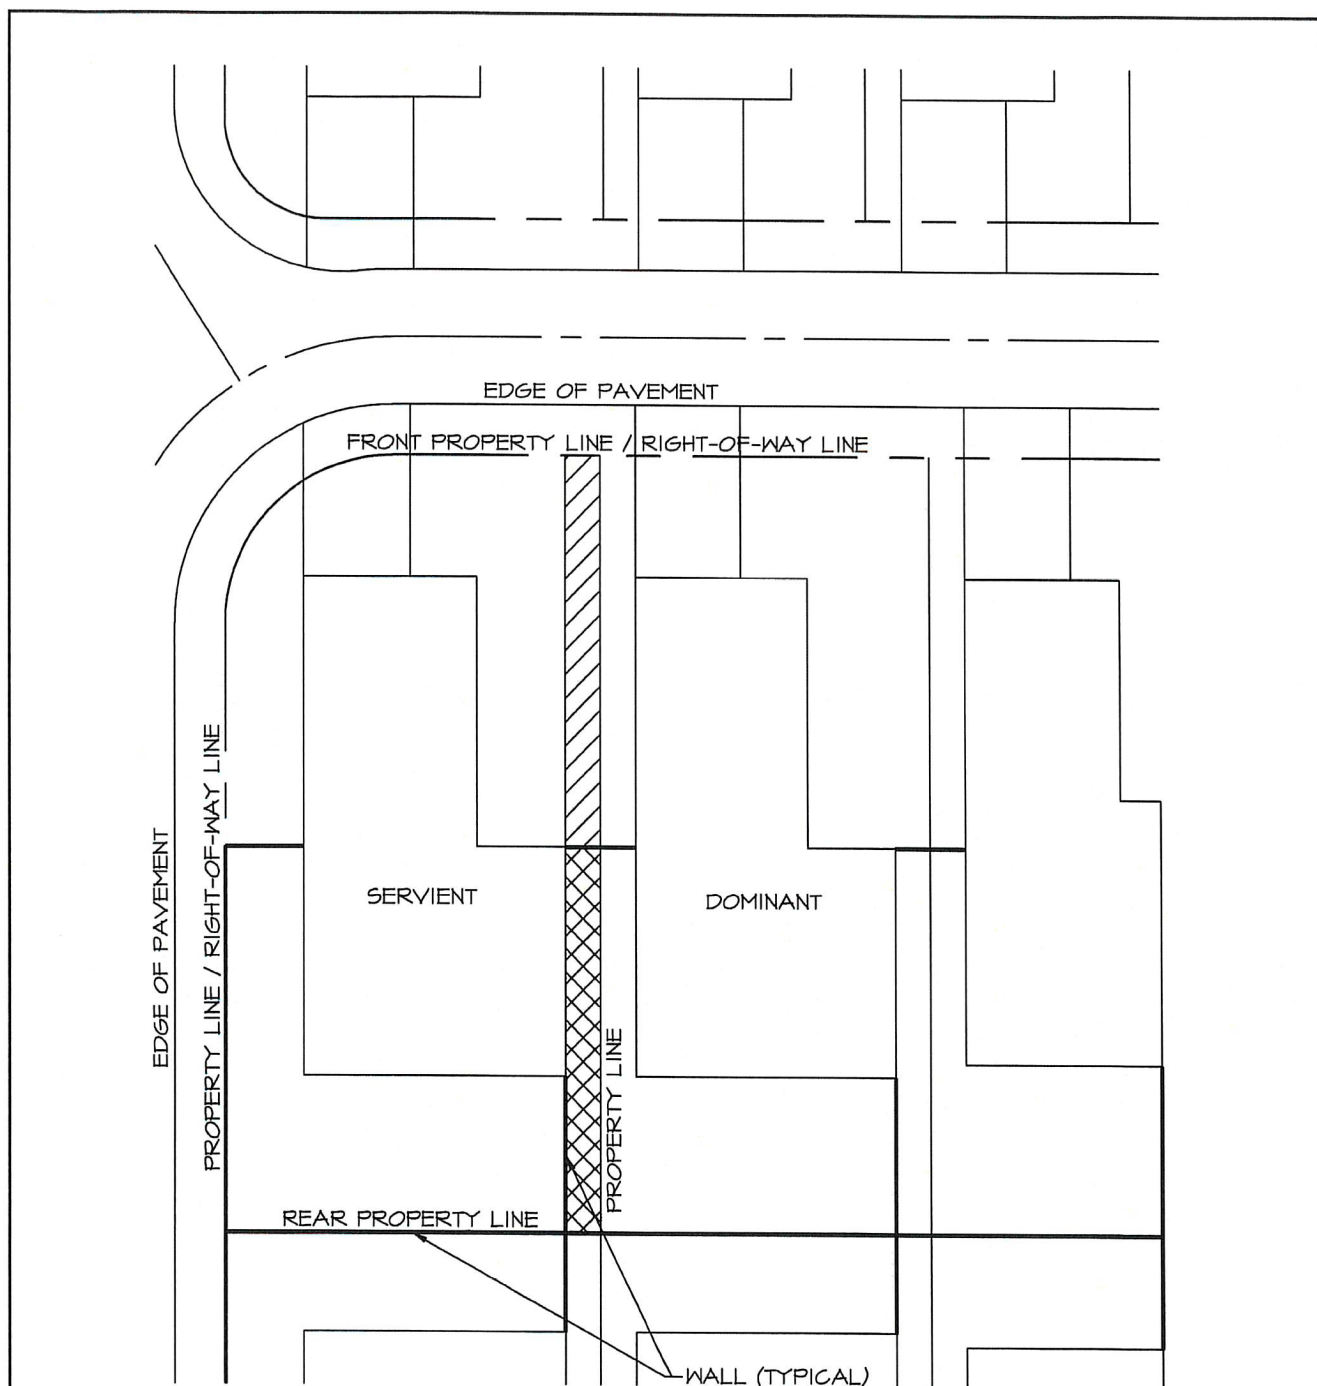 EDGE OF PAVEMENT
FRONT PROPERTY LINE / RIGHT-OF-WAY LINE
PROPERTY LINE / RIGHT-OF-WAY LINE
EDGE OF PAVEMENT
SERVIENT
DOMINANT
PROPERTY LINE
REAR PROPERTY LINE
WALL (TYPICAL)